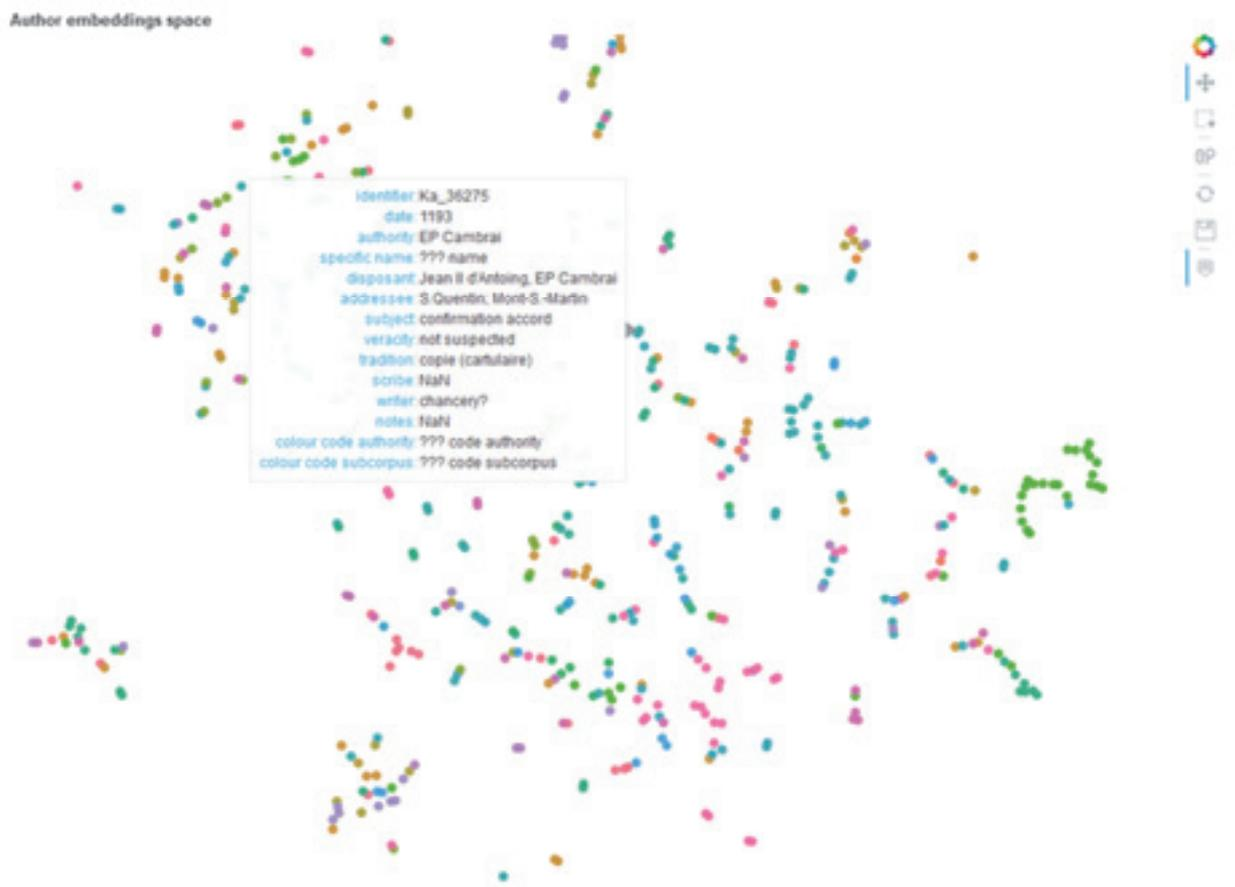 Author embeddings space
identifier: Ka_36275
date: 1193
authority: EP Cambrai
specific name: ??? name
disposant: Jean II d'Antoing, EP Cambrai
addressee: S.Quentin; Mont-S.-Martin
subject: confirmation accord
veracity: not suspected
tradition: copie (cartulaire)
scribe: NaN
writer: chancery?
notes: NaN
colour code authority: ??? code authority
colour code subcorpus: ??? code subcorpus